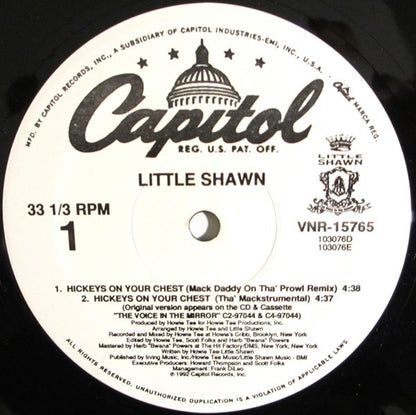 MFG. BY CAPITOL RECORDS, INC., A SUBSIDIARY OF CAPITOL INDUSTRIES-EMI, INC., U.S.A. Capitol MARCA REG.
Capitol
REG. U.S. PAT. OFF.
LITTLE SHAWN
LITTLE
SHAWN
33 1/3 RPM
1
VNR-15765
103076D
103076E
1. HICKEYS ON YOUR CHEST (Mack Daddy On Tha' Prowl Remix) 4:38
2. HICKEYS ON YOUR CHEST (Tha' Mackstrumental) 4:37
(Original version appears on the CD & Cassette
"THE VOICE IN THE MIRROR" C2-97044 & C4-97044)
Produced by Howie Tee for Howie Tee Productions, Inc.
Arranged by Howie Tee and Little Shawn
Recorded and Mixed by Howie Tee at Howie's Cribb, Brooklyn, New York
Edited by Howie Tee, Scott Folks and Herb "Bwana" Powers
Mastered by Herb "Bwana" Powers at The Hit Factory/DMS, New York, New York
Written by Howie Tee-Little Shawn
Published by Irving Music, Inc./Howie Tee Music/Little Shawn Music - BMI
Executive Producers: Howard Thompson and Scott Folks
Management: Frank DiLeo
℗ 1992 Capitol Records, Inc.
ALL RIGHTS RESERVED. UNAUTHORIZED DUPLICATION IS A VIOLATION OF APPLICABLE LAWS.